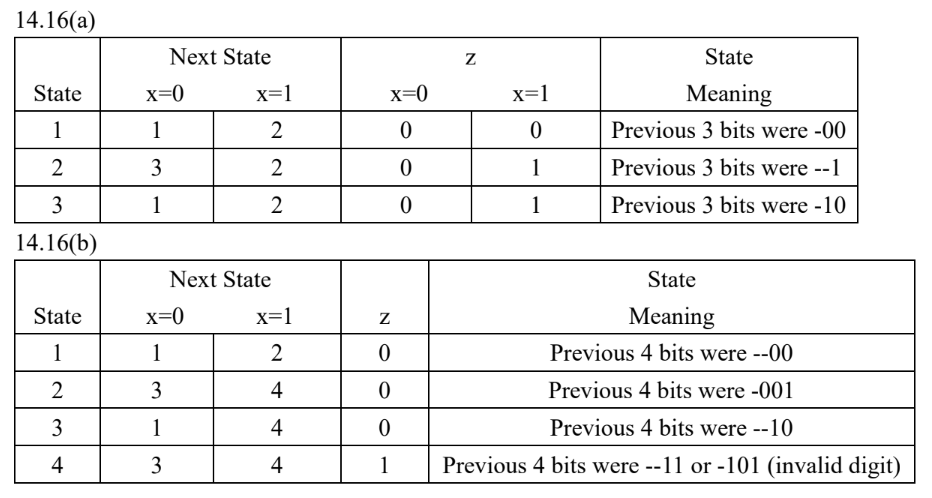 14.16(a)
Next State z State
State x=0 x=1 x=0 x=1 Meaning
1 1 2 0 0 Previous 3 bits were -00
2 3 2 0 1 Previous 3 bits were --1
3 1 2 0 1 Previous 3 bits were -10
14.16(b)
Next State State
State x=0 x=1 z Meaning
1 1 2 0 Previous 4 bits were --00
2 3 4 0 Previous 4 bits were -001
3 1 4 0 Previous 4 bits were --10
4 3 4 1 Previous 4 bits were --11 or -101 (invalid digit)